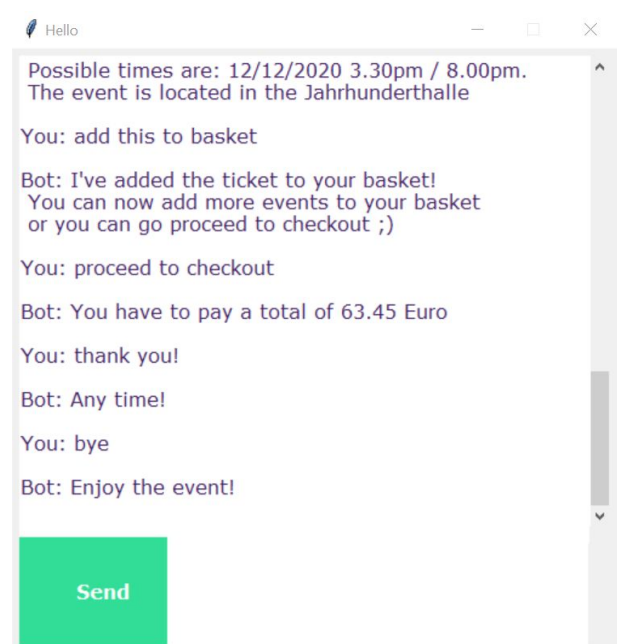 Hello
Possible times are: 12/12/2020 3.30pm / 8.00pm.
The event is located in the Jahrhunderthalle
You: add this to basket
Bot: I've added the ticket to your basket!
You can now add more events to your basket
or you can go proceed to checkout ;)
You: proceed to checkout
Bot: You have to pay a total of 63.45 Euro
You: thank you!
Bot: Any time!
You: bye
Bot: Enjoy the event!
Send